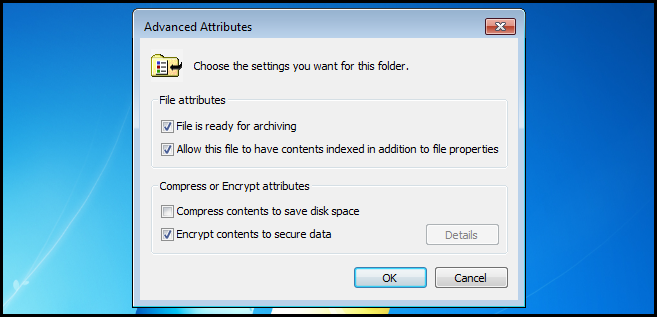 Advanced Attributes
Choose the settings you want for this folder.
File attributes
File is ready for archiving
Allow this file to have contents indexed in addition to file properties
Compress or Encrypt attributes
Compress contents to save disk space
Encrypt contents to secure data
Details
OK
Cancel